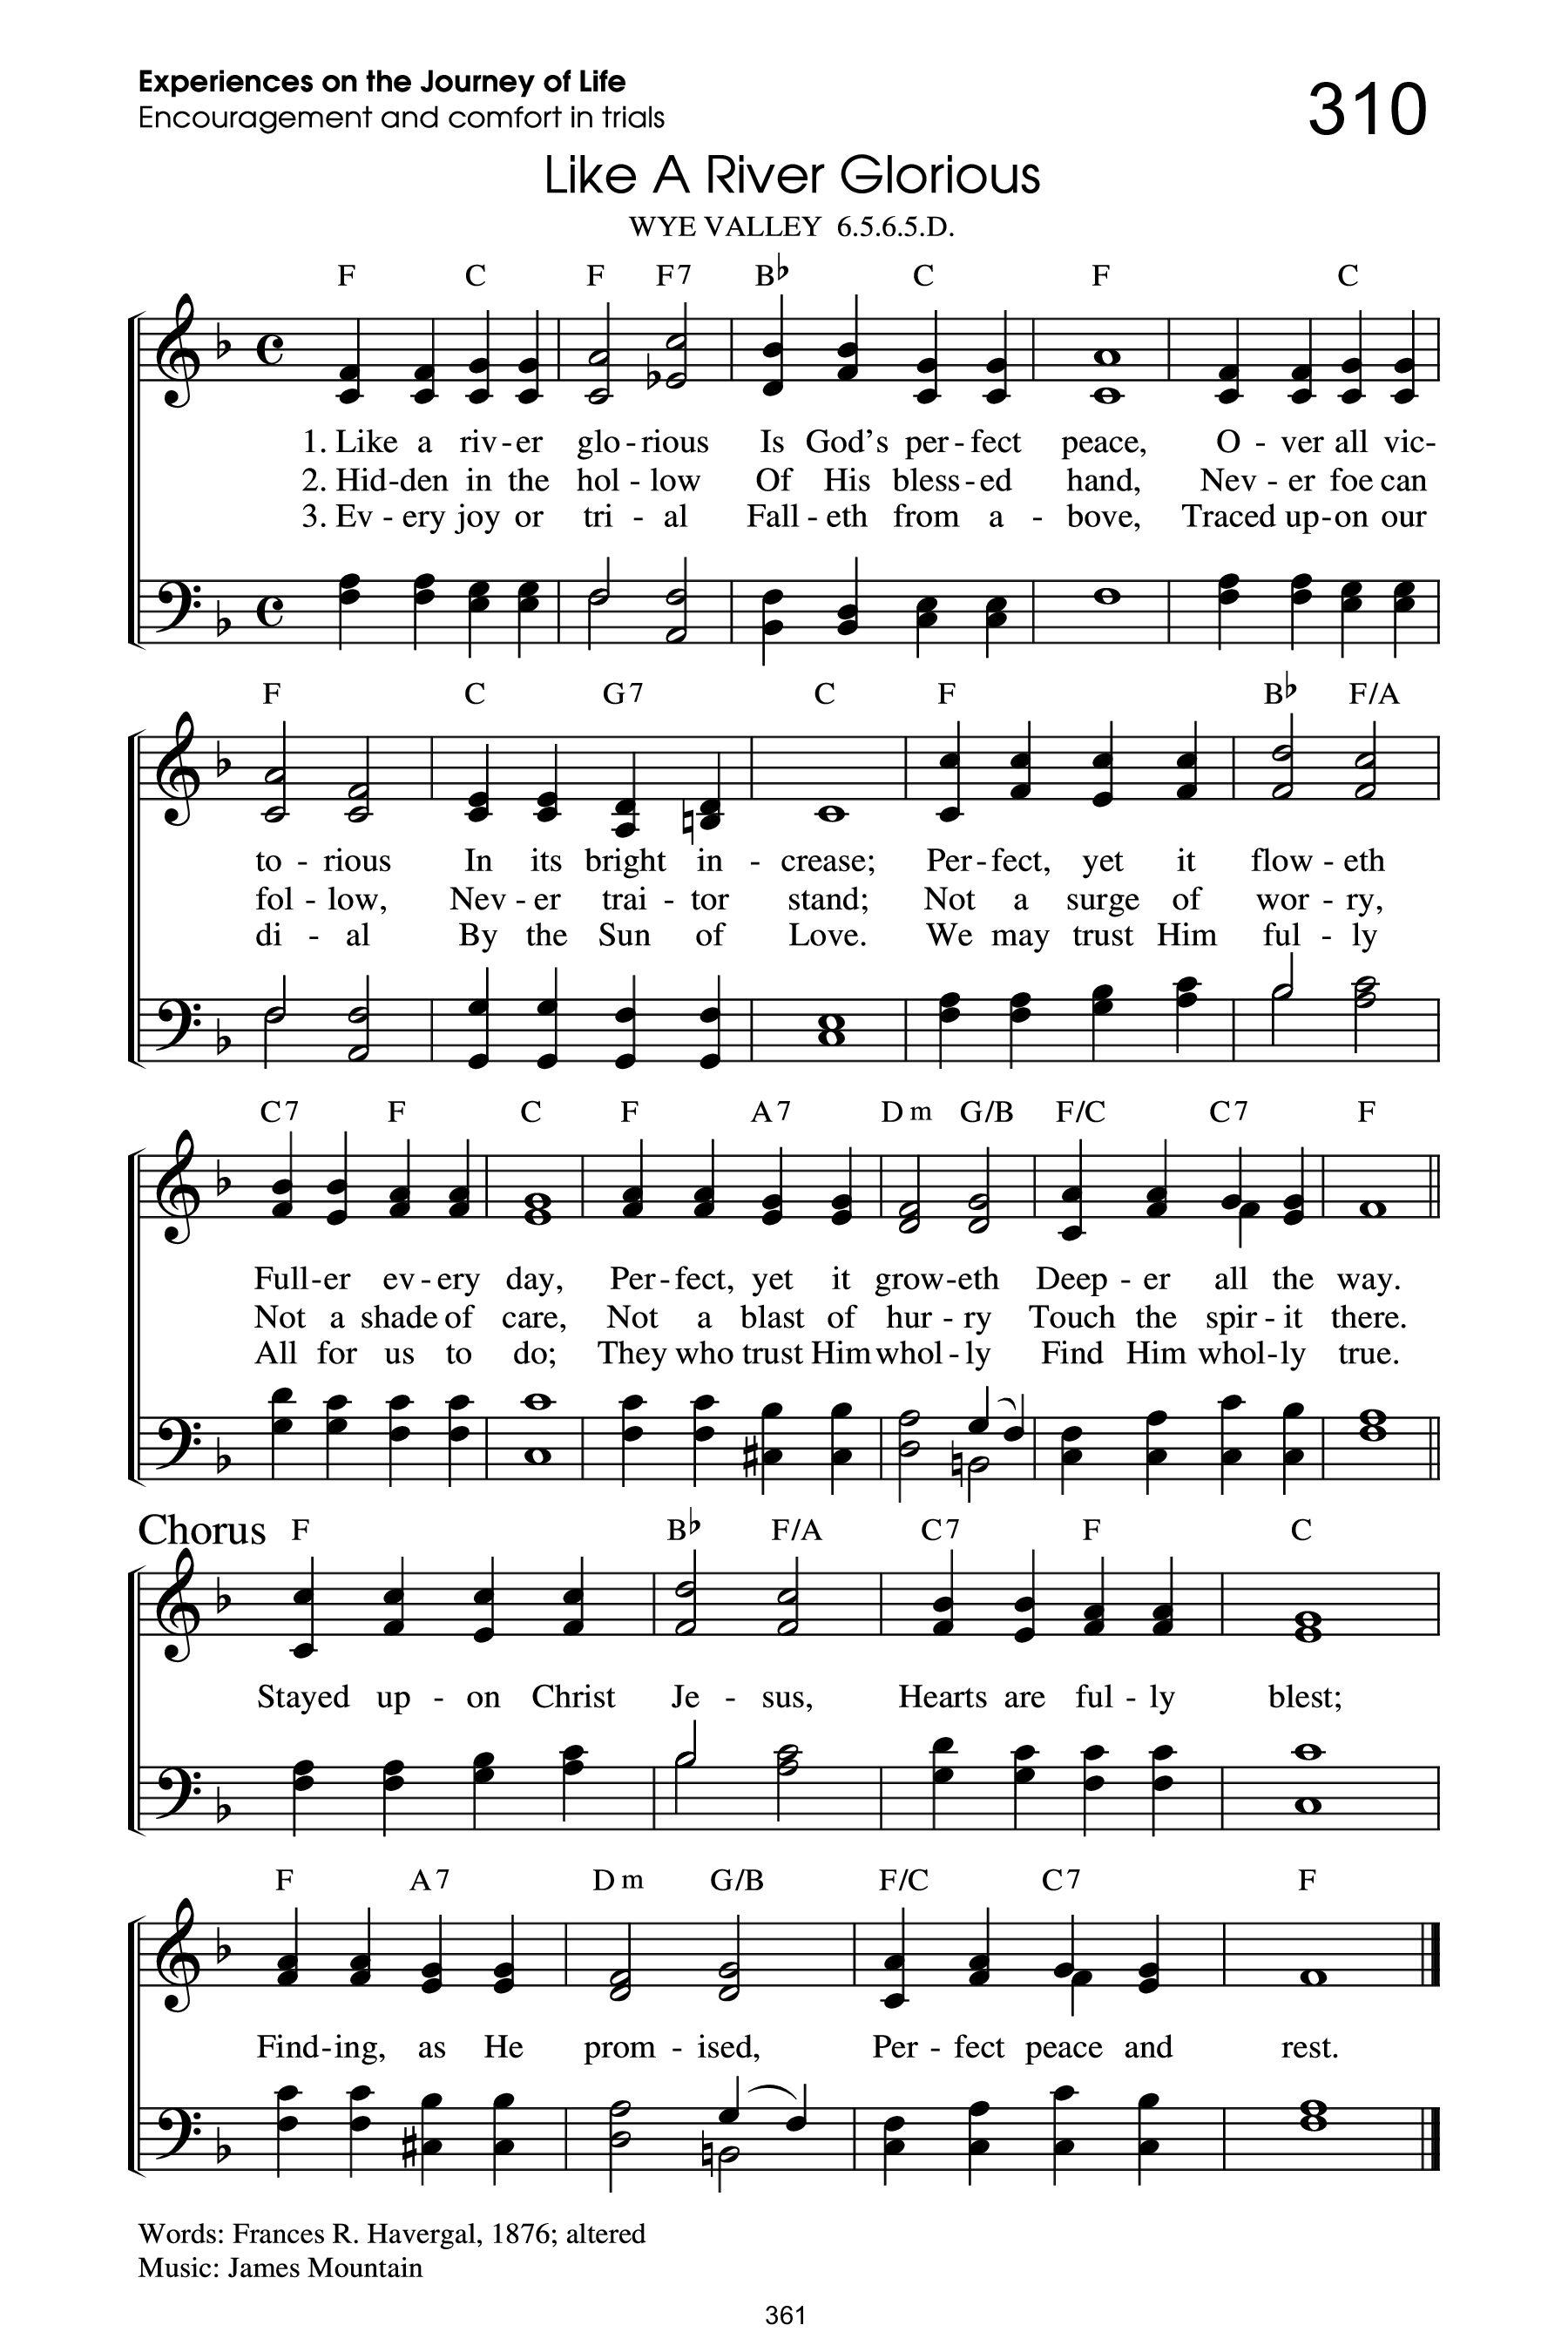 Experiences on the Journey of Life
Encouragement and comfort in trials
310
Like A River Glorious
WYE VALLEY 6.5.6.5.D.
F C F F7 B♭ C F C
1. Like a riv - er glo - rious Is God's per - fect peace, O - ver all vic-
2. Hid - den in the hol - low Of His bless - ed hand, Nev - er foe can
3. Ev - ery joy or tri - al Fall - eth from a - bove, Traced up - on our
F C G7 C F B♭ F/A
to - rious In its bright in - crease; Per - fect, yet it flow - eth
fol - low, Nev - er trai - tor stand; Not a surge of wor - ry,
di - al By the Sun of Love. We may trust Him ful - ly
C7 F C F A7 Dm G/B F/C C7 F
Full - er ev - ery day, Per - fect, yet it grow - eth Deep - er all the way.
Not a shade of care, Not a blast of hur - ry Touch the spir - it there.
All for us to do; They who trust Him whol - ly Find Him whol - ly true.
Chorus F B♭ F/A C7 F C
Stayed up - on Christ Je - sus, Hearts are ful - ly blest;
F A7 Dm G/B F/C C7 F
Find - ing, as He prom - ised, Per - fect peace and rest.
Words: Frances R. Havergal, 1876; altered
Music: James Mountain
361